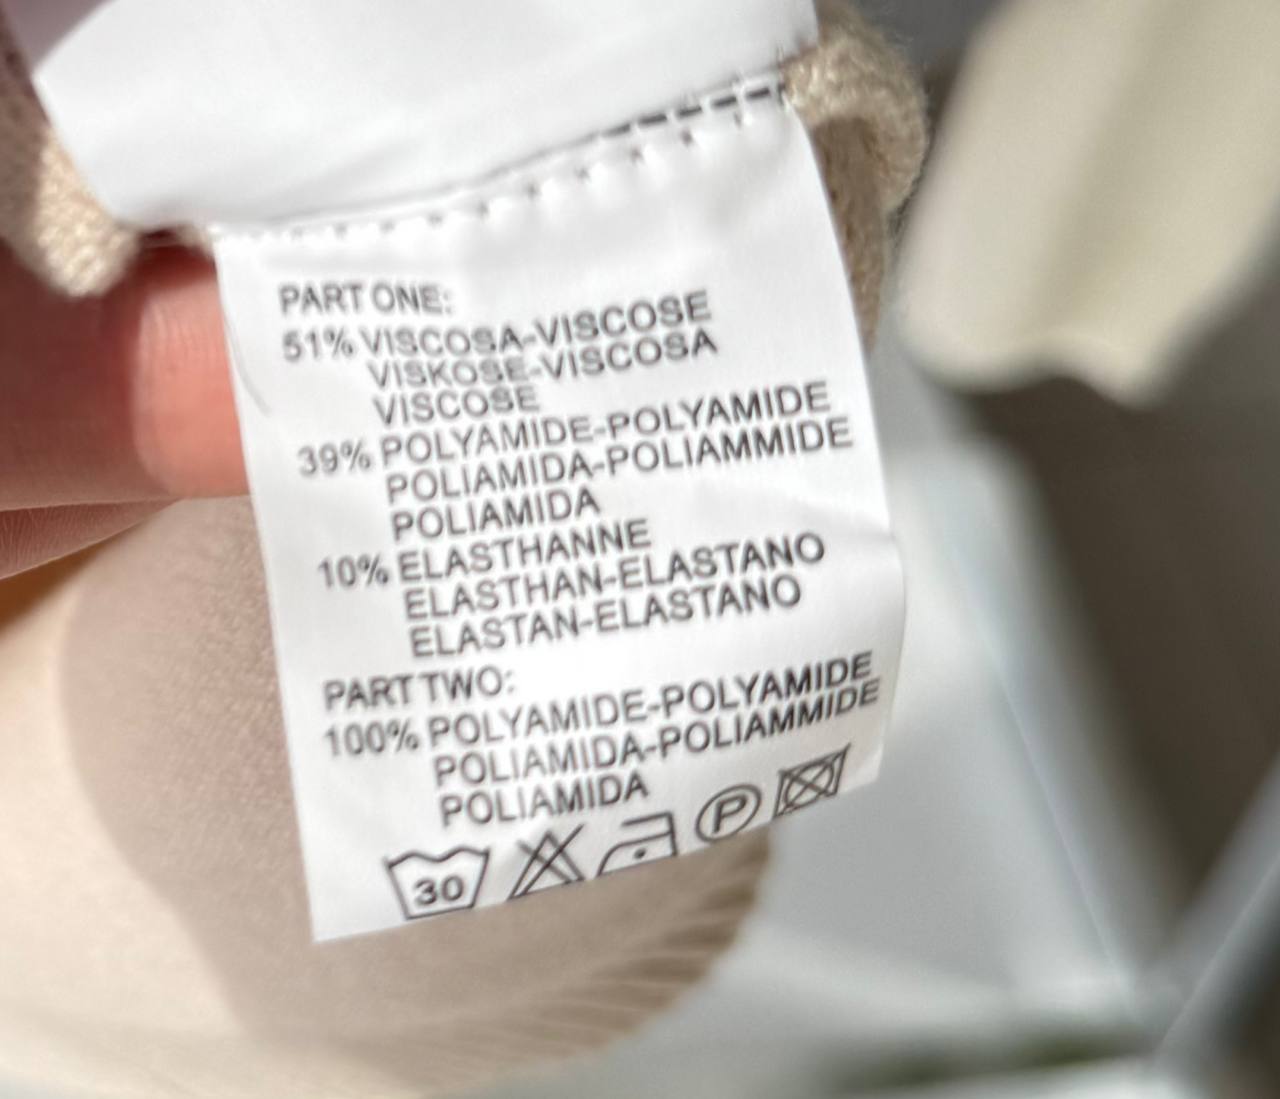 PART ONE:
51% VISCOSA-VISCOSE
VISKOSE-VISCOSA
VISCOSE
39% POLYAMIDE-POLYAMIDE
POLIAMIDA-POLIAMMIDE
POLIAMIDA
10% ELASTHANNE
ELASTHAN-ELASTANO
ELASTAN-ELASTANO
PART TWO:
100% POLYAMIDE-POLYAMIDE
POLIAMIDA-POLIAMMIDE
POLIAMIDA
30 P